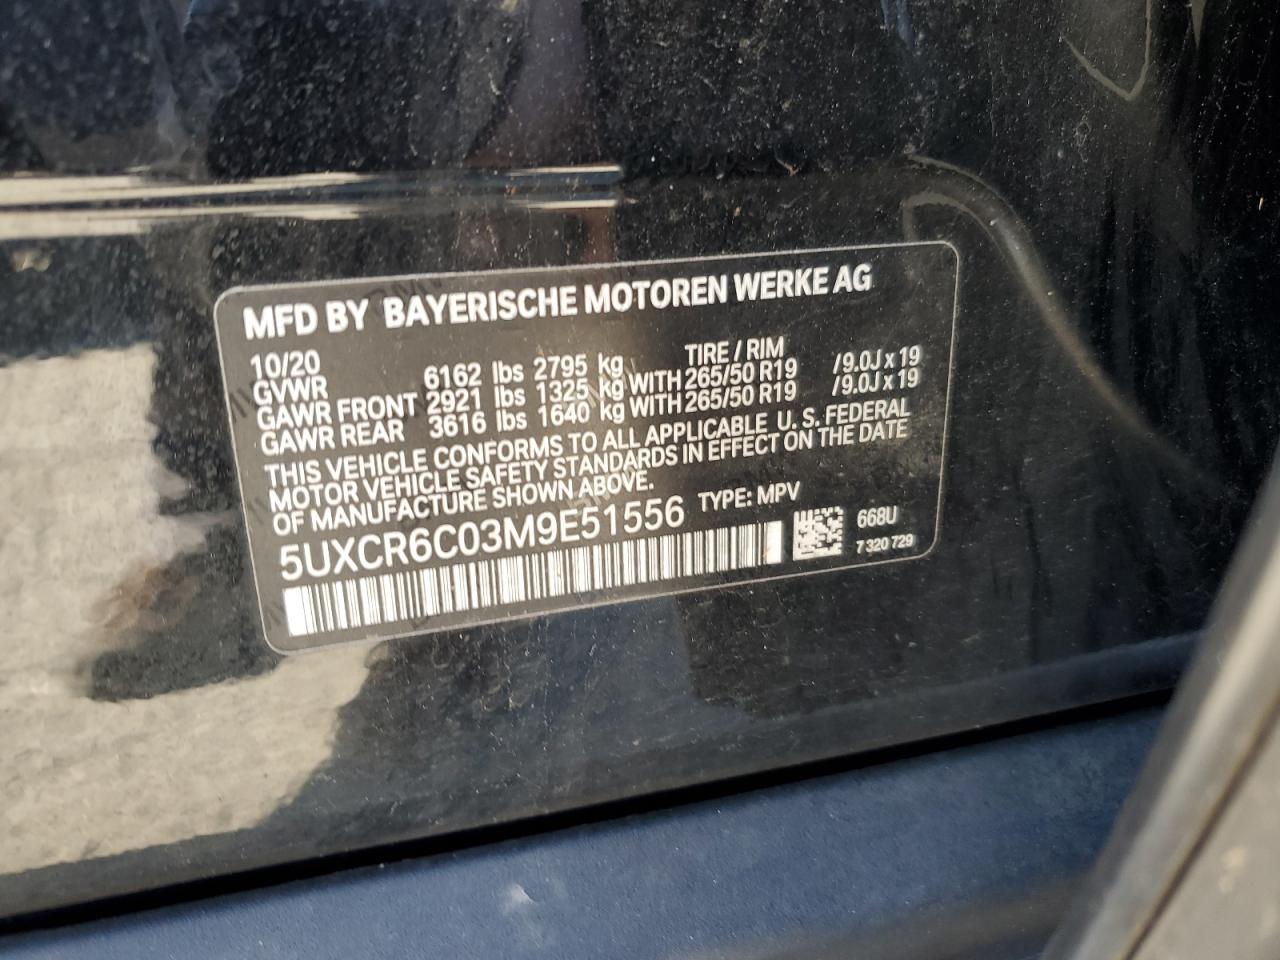 MFD BY BAYERISCHE MOTOREN WERKE AG
10/20 TIRE / RIM
GVWR 6162 lbs 2795 kg
GAWR FRONT 2921 lbs 1325 kg WITH 265/50 R19 /9.0J x 19
GAWR REAR 3616 lbs 1640 kg WITH 265/50 R19 /9.0J x 19
THIS VEHICLE CONFORMS TO ALL APPLICABLE U. S. FEDERAL
MOTOR VEHICLE SAFETY STANDARDS IN EFFECT ON THE DATE
OF MANUFACTURE SHOWN ABOVE.
5UXCR6C03M9E51556 TYPE: MPV
668U
7 320 729